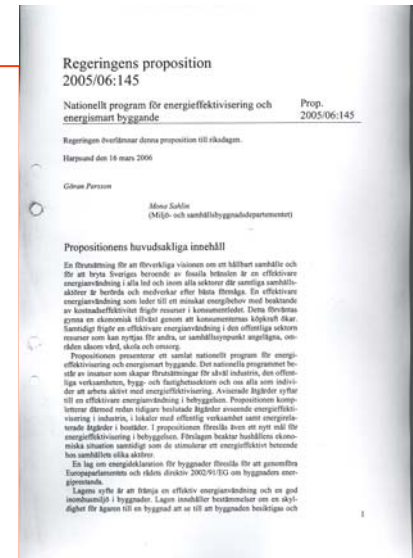 Regeringens proposition
2005/06:145
Nationellt program för energieffektivisering och
energismart byggande
Prop.
2005/06:145
Regeringen överlämnar denna proposition till riksdagen.
Harpsund den 16 mars 2006
Göran Persson
Mona Sahlin
(Miljö- och samhällsbyggnadsdepartementet)
Propositionens huvudsakliga innehåll
En förutsättning för att förverkliga visionen om ett hållbart samhälle och
för att bryta Sveriges beroende av fossila bränslen är en effektivare
energianvändning i alla led och inom alla sektorer där samtliga samhälls-
aktörer är berörda och medverkar efter bästa förmåga. En effektivare
energianvändning som leder till ett minskat energibehov med beaktande
av kostnadseffektivitet frigör resurser i konsumentledet. Detta förväntas
gynna en ekonomisk tillväxt genom att konsumenternas köpkraft ökar.
Samtidigt frigör en effektivare energianvändning i den offentliga sektorn
resurser som kan nyttjas för andra, ur samhällssynpunkt angelägna, om-
råden såsom vård, skola och omsorg.
Propositionen presenterar ett samlat nationellt program för energi-
effektivisering och energismart byggande. Det nationella programmet be-
står av insatser som skapar förutsättningar för såväl industrin, den offent-
liga verksamheten, bygg- och fastighetssektorn och oss alla som indivi-
der att arbeta aktivt med energieffektivisering. Aviserade åtgärder syftar
till en effektivare energianvändning i bebyggelsen. Propositionen komp-
letterar därmed redan tidigare beslutade åtgärder avseende energieffekti-
visering i industrin, i lokaler med offentlig verksamhet samt energirela-
terade åtgärder i bostäder. I propositionen föreslås även ett nytt mål för
energieffektivisering i bebyggelsen. Förslagen beaktar hushållens ekono-
miska situation samtidigt som de stimulerar ett energieffektivt beteende
hos samhällets olika aktörer.
En lag om energideklaration för byggnader föreslås för att genomföra
Europaparlamentets och rådets direktiv 2002/91/EG om byggnaders ener-
giprestanda.
Lagens syfte är att främja en effektiv energianvändning och en god
inomhusmiljö i byggnader. Lagen innehåller bestämmelser om en skyl-
dighet för ägaren till en byggnad att se till att byggnaden besiktigas och
1